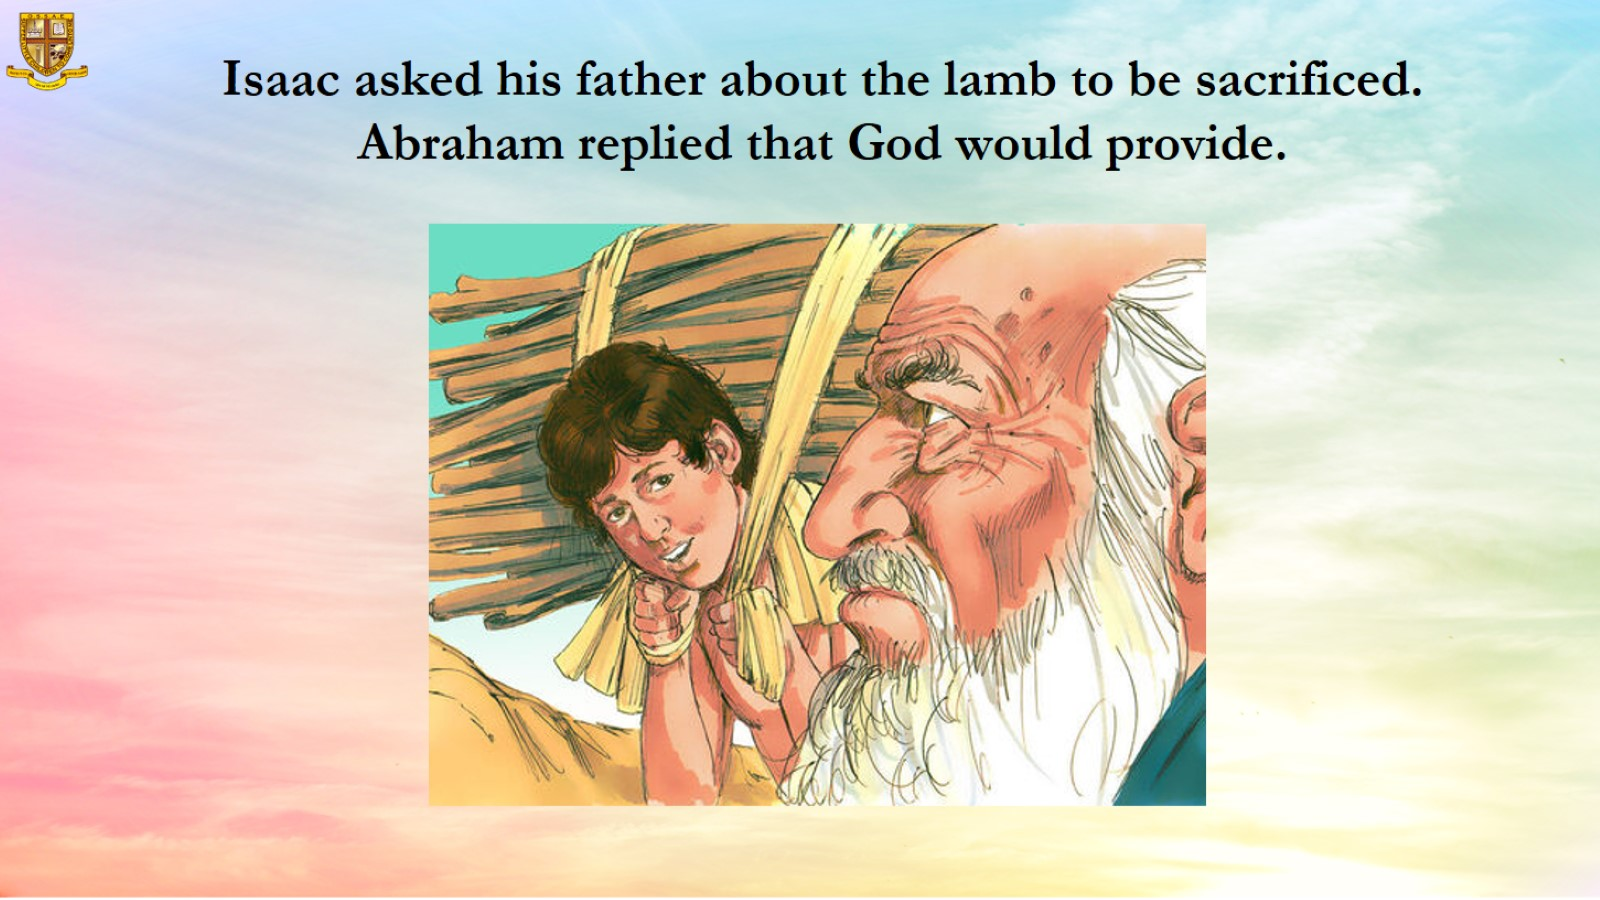 Isaac asked his father about the lamb to be sacrificed.
Abraham replied that God would provide.